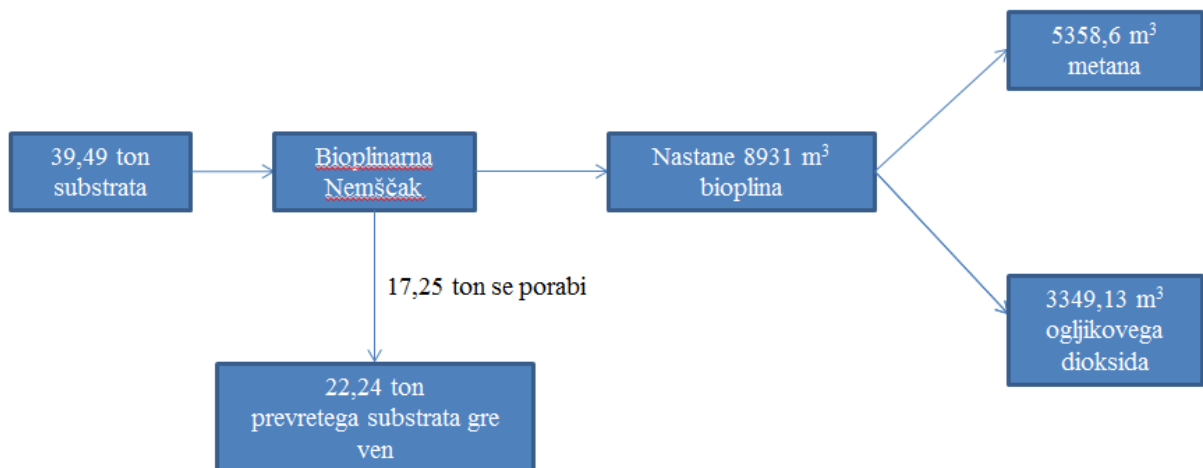 39,49 ton
substrata
Bioplinarna
Nemščak
Nastane 8931 m³
bioplina
5358,6 m³
metana
3349,13 m³
ogljikovega
dioksida
17,25 ton se porabi
22,24 ton
prevretega substrata gre
ven